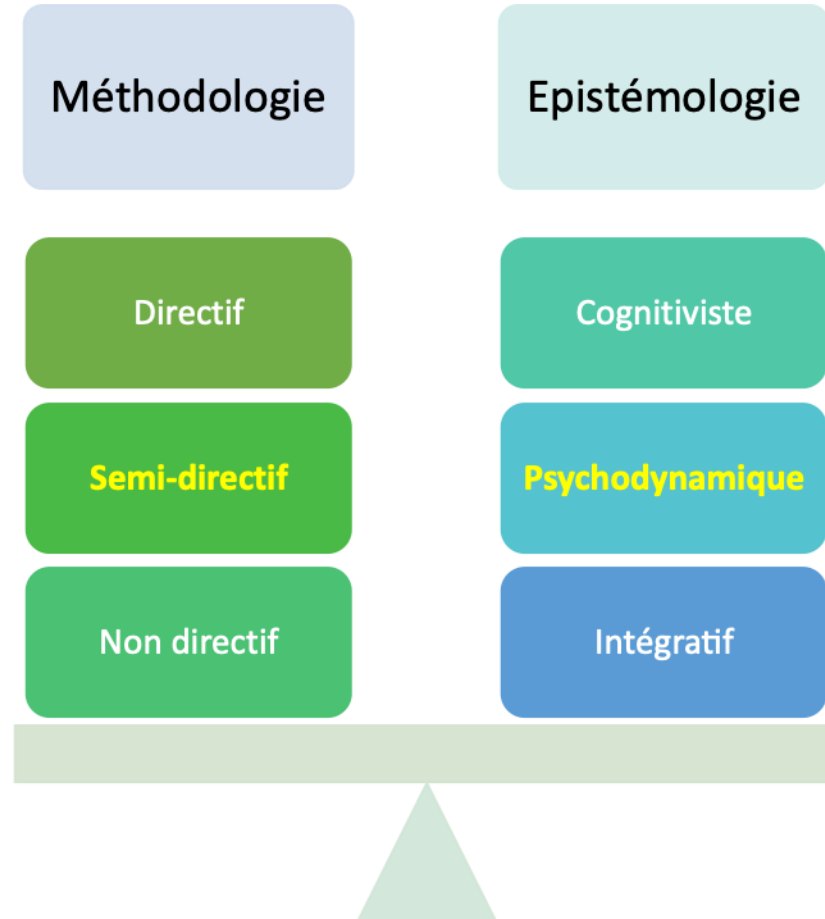 Méthodologie
Epistémologie
Directif
Cognitiviste
Semi-directif
Psychodynamique
Non directif
Intégratif